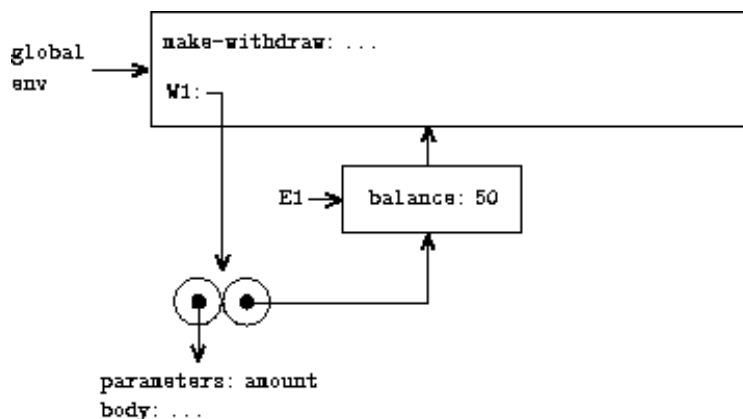 make-withdraw: ...
global
env
W1:
E1
balance: 50
parameters: amount
body: ...